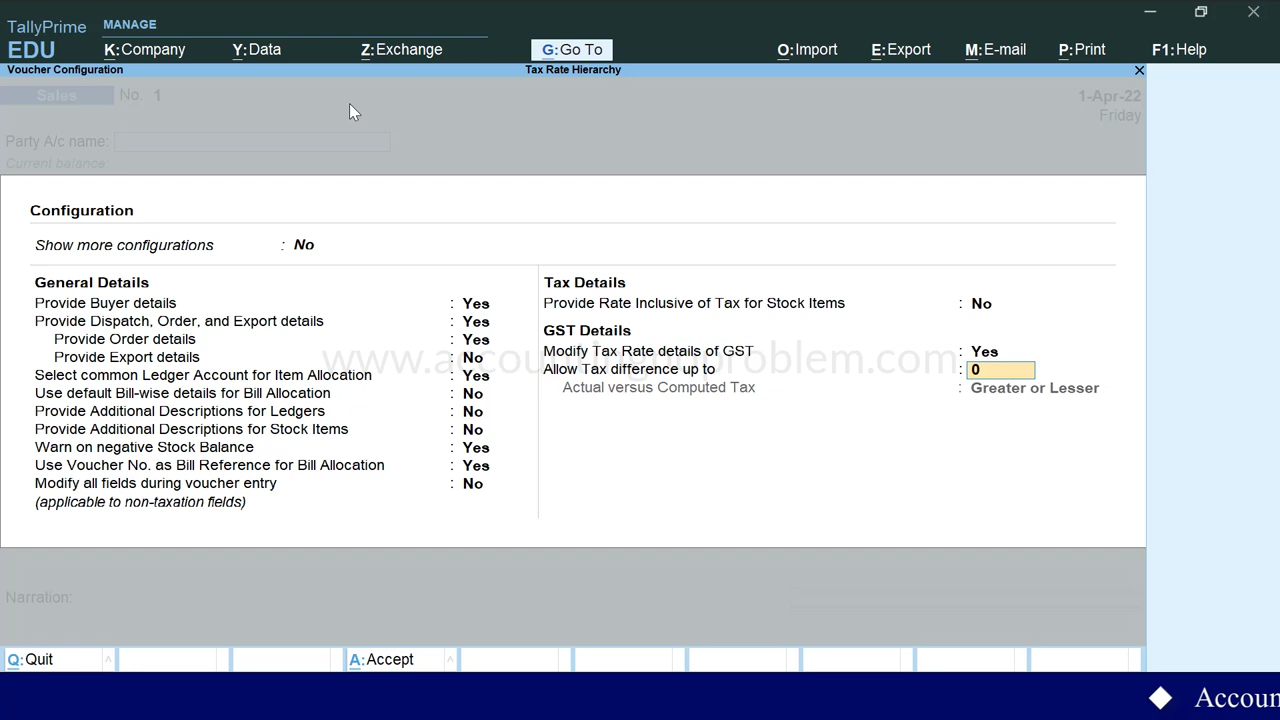 TallyPrime
EDU
MANAGE
K:Company
Y:Data
Z:Exchange
G:Go To
O:Import
E:Export
M:E-mail
P:Print
F1:Help
Voucher Configuration
Tax Rate Hierarchy
Sales
No. 1
1-Apr-22
Friday
Party A/c name:
Current balance:
Configuration
Show more configurations : No
General Details
Provide Buyer details : Yes
Provide Dispatch, Order, and Export details : Yes
Provide Order details : Yes
Provide Export details : No
Select common Ledger Account for Item Allocation : Yes
Use default Bill-wise details for Bill Allocation : No
Provide Additional Descriptions for Ledgers : No
Provide Additional Descriptions for Stock Items : No
Warn on negative Stock Balance : Yes
Use Voucher No. as Bill Reference for Bill Allocation : Yes
Modify all fields during voucher entry : No
(applicable to non-taxation fields)
Tax Details
Provide Rate Inclusive of Tax for Stock Items : No
GST Details
Modify Tax Rate details of GST : Yes
Allow Tax difference up to : 0
Actual versus Computed Tax : Greater or Lesser
Narration:
Q:Quit
A:Accept
Accoun